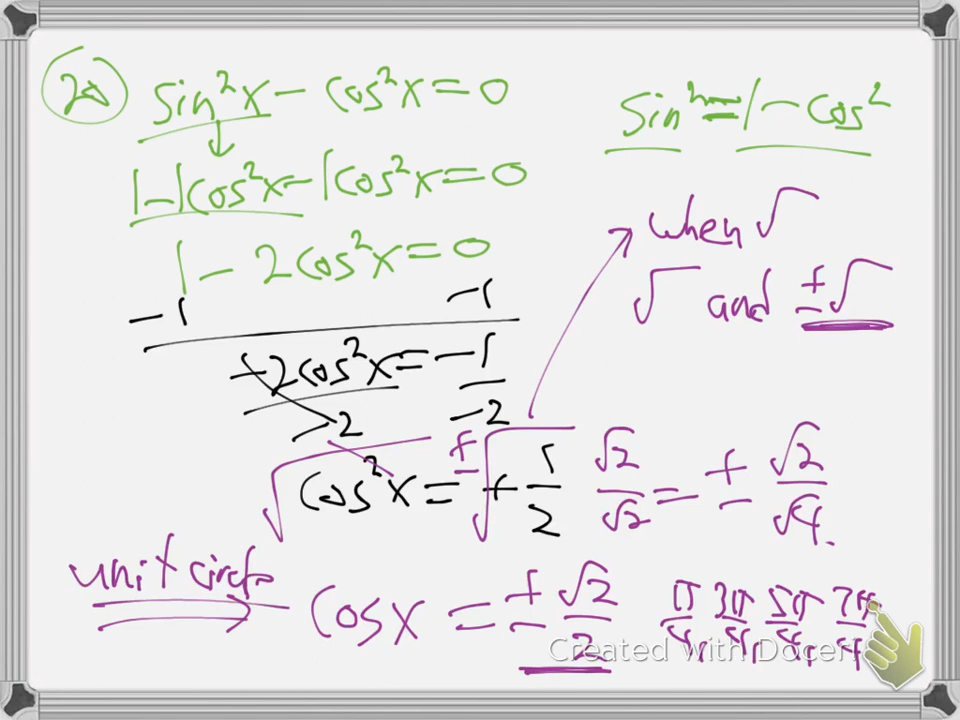 20 sin²x - cos²x = 0
sin² = 1 - cos²
1 - 1cos²x - 1cos²x = 0
1 - 2cos²x = 0
when √
√ and ±√
-1 -1
-2cos²x = -1
-2 -2
√cos²x = ±√+1/2 √2/√2 = ± √2/√4
unit circle
cosx = ± √2/2 π/4, 3π/4, 5π/4, 7π/4
Created with Doceri